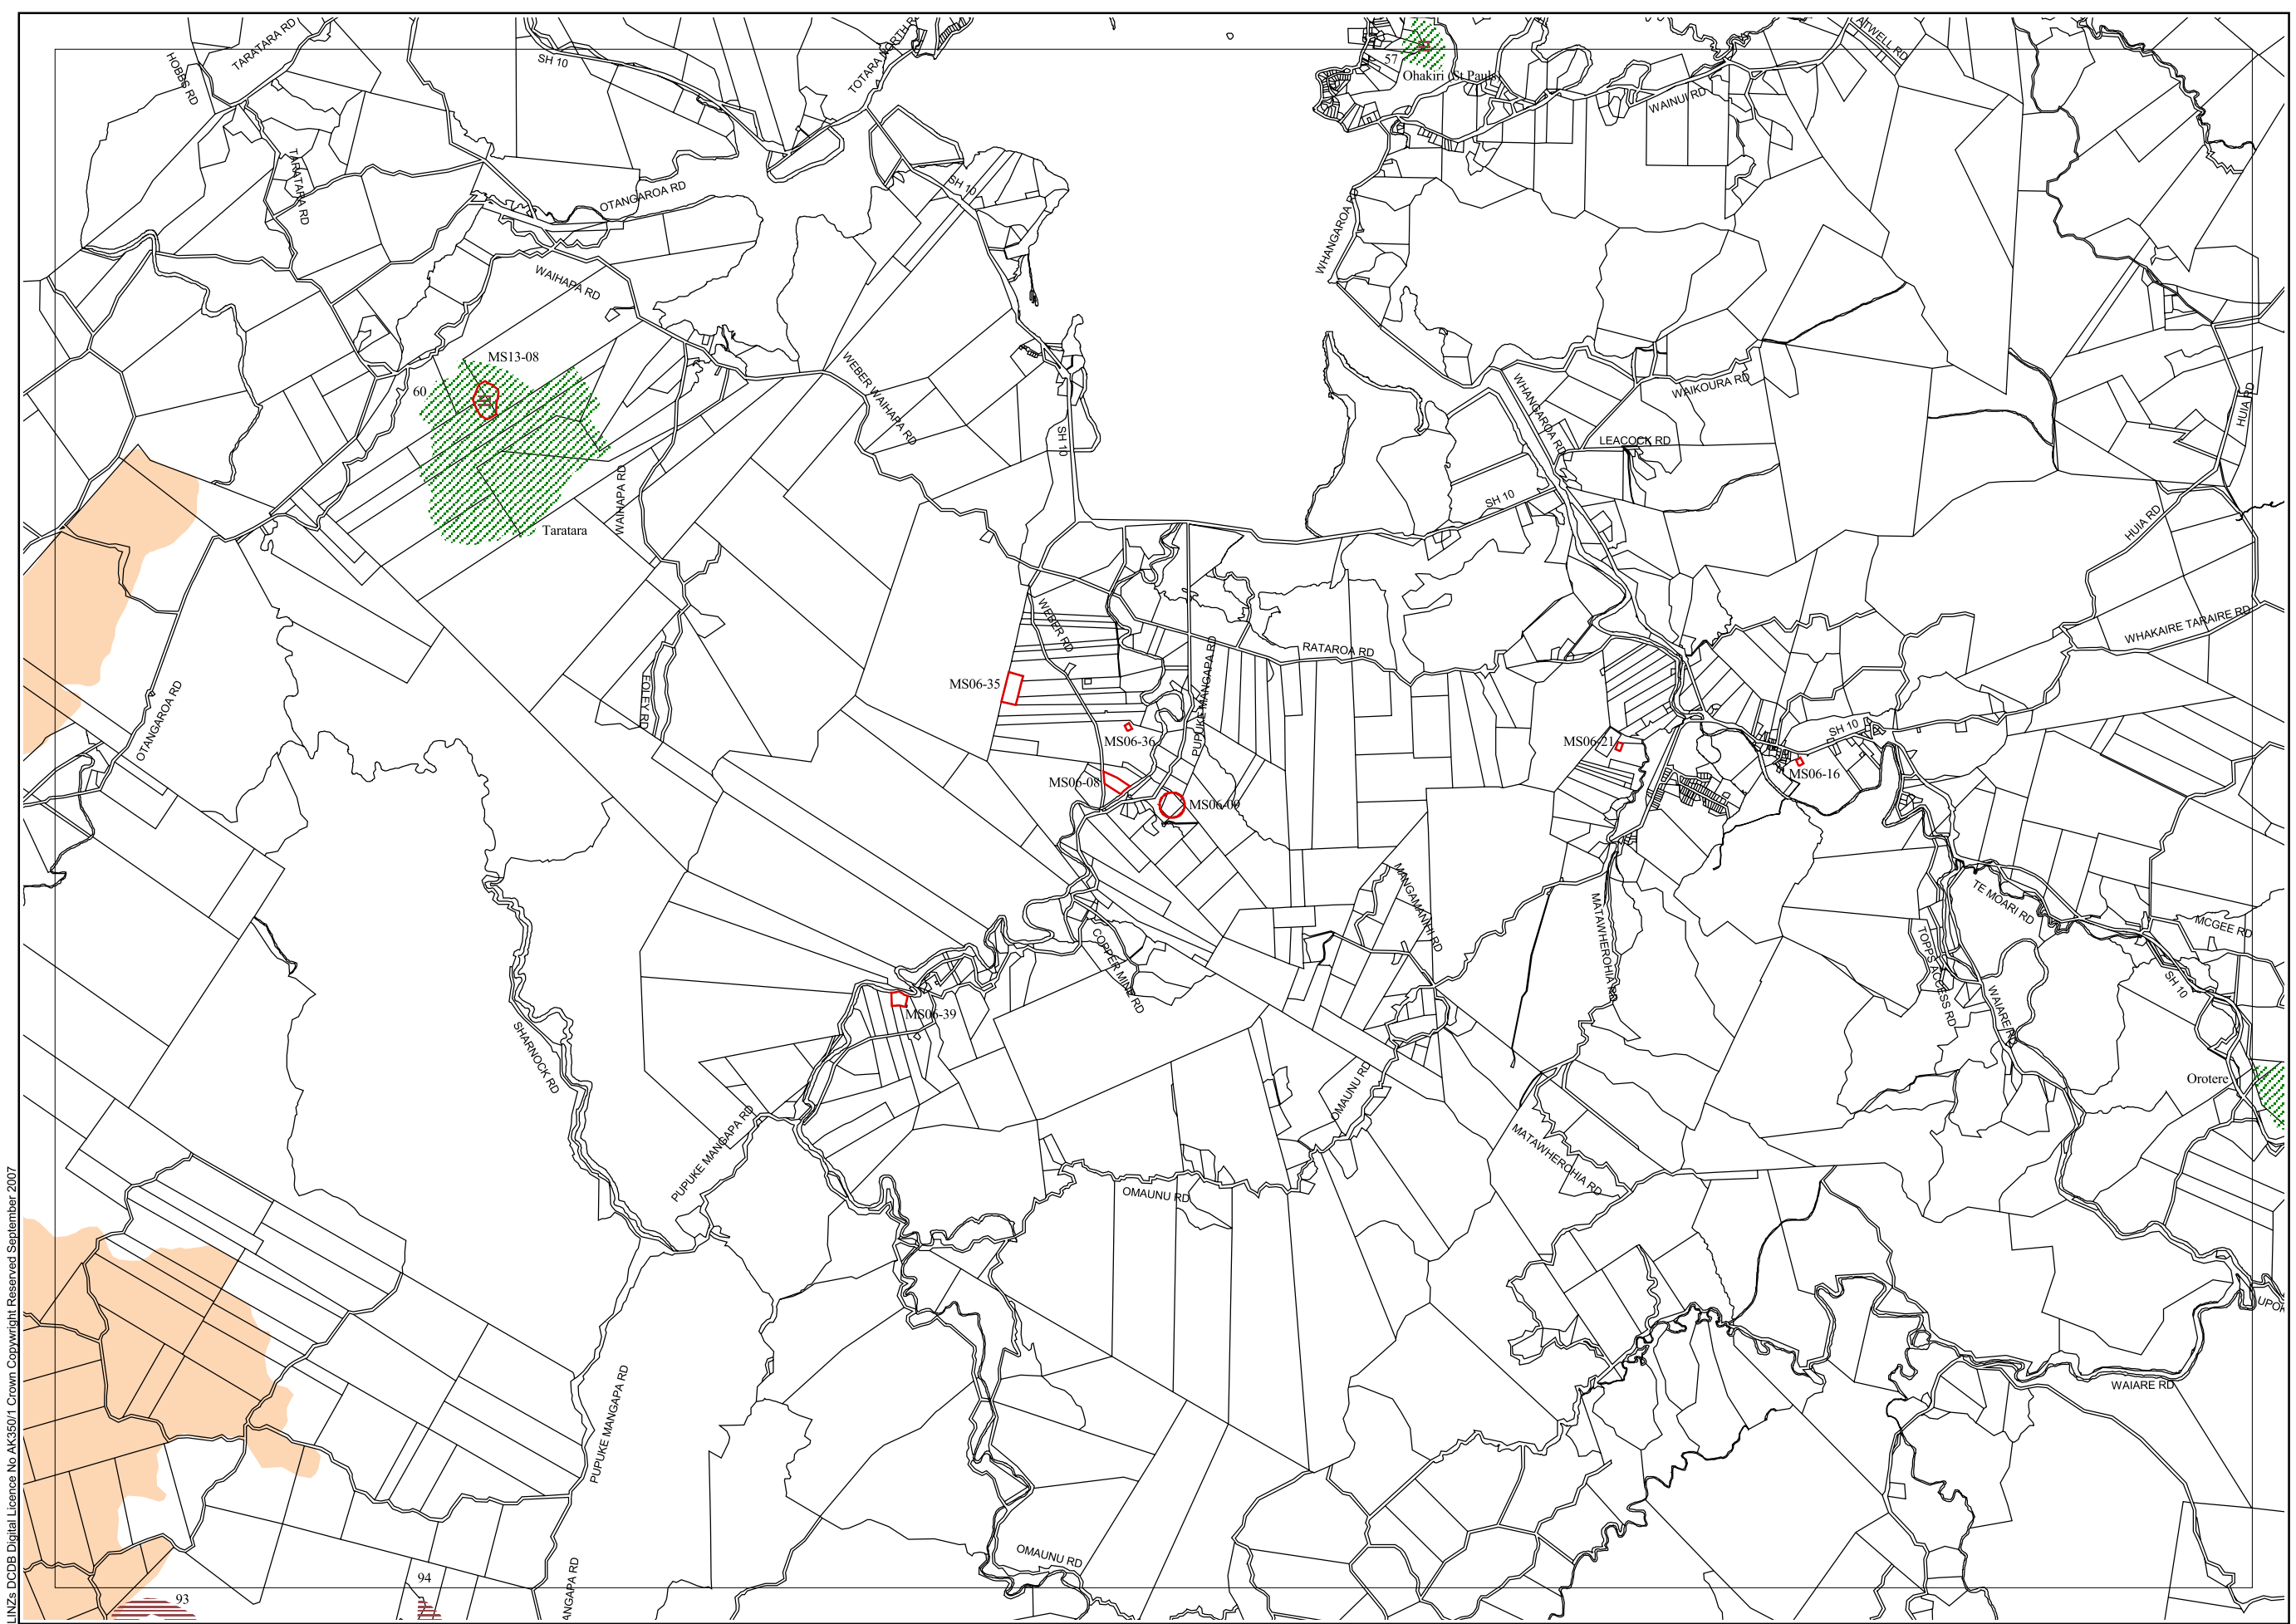 TARATARA RD
HOBBS RD
SH 10
TOTARA NORTH
57
Ohakiri (St Pauls
WAINUI RD
ATWELL RD
TARATARA RD
OTANGAROA RD
SH 10
WHANGAROA RD
WAIHAPA RD
MS13-08
60
WEBER WAIHAPA RD
WHANGAROA RD
WAIKOURA RD
HUIA RD
SH 10
LEACOCK RD
WAIHAPA RD
Taratara
SH 10
HUIA RD
WEBER RD
RATAROA RD
WHAKAIRE TARAIRE RD
PUPUKE MANGAPA RD
FOLEY RD
MS06-35
OTANGAROA RD
MS06-36
MS06-21
SH 10
MS06-16
MS06-08
MS06-09
MANGAMANIHI RD
MATAWHEROHIA RD
TE MOARI RD
MCGEE RD
COPPER MINE RD
TOPPS ACCESS RD
SH 10
WAIARE RD
MS06-39
SHARNOCK RD
OMAUNU RD
Orotere
PUPUKE MANGAPA RD
MATAWHEROHIA RD
OMAUNU RD
UPOK
PUPUKE MANGAPA RD
WAIARE RD
OMAUNU RD
94
93
ANGAPA RD
LINZs DCDB Digital Licence No AK350/1 Crown Copywright Reserved September 2007